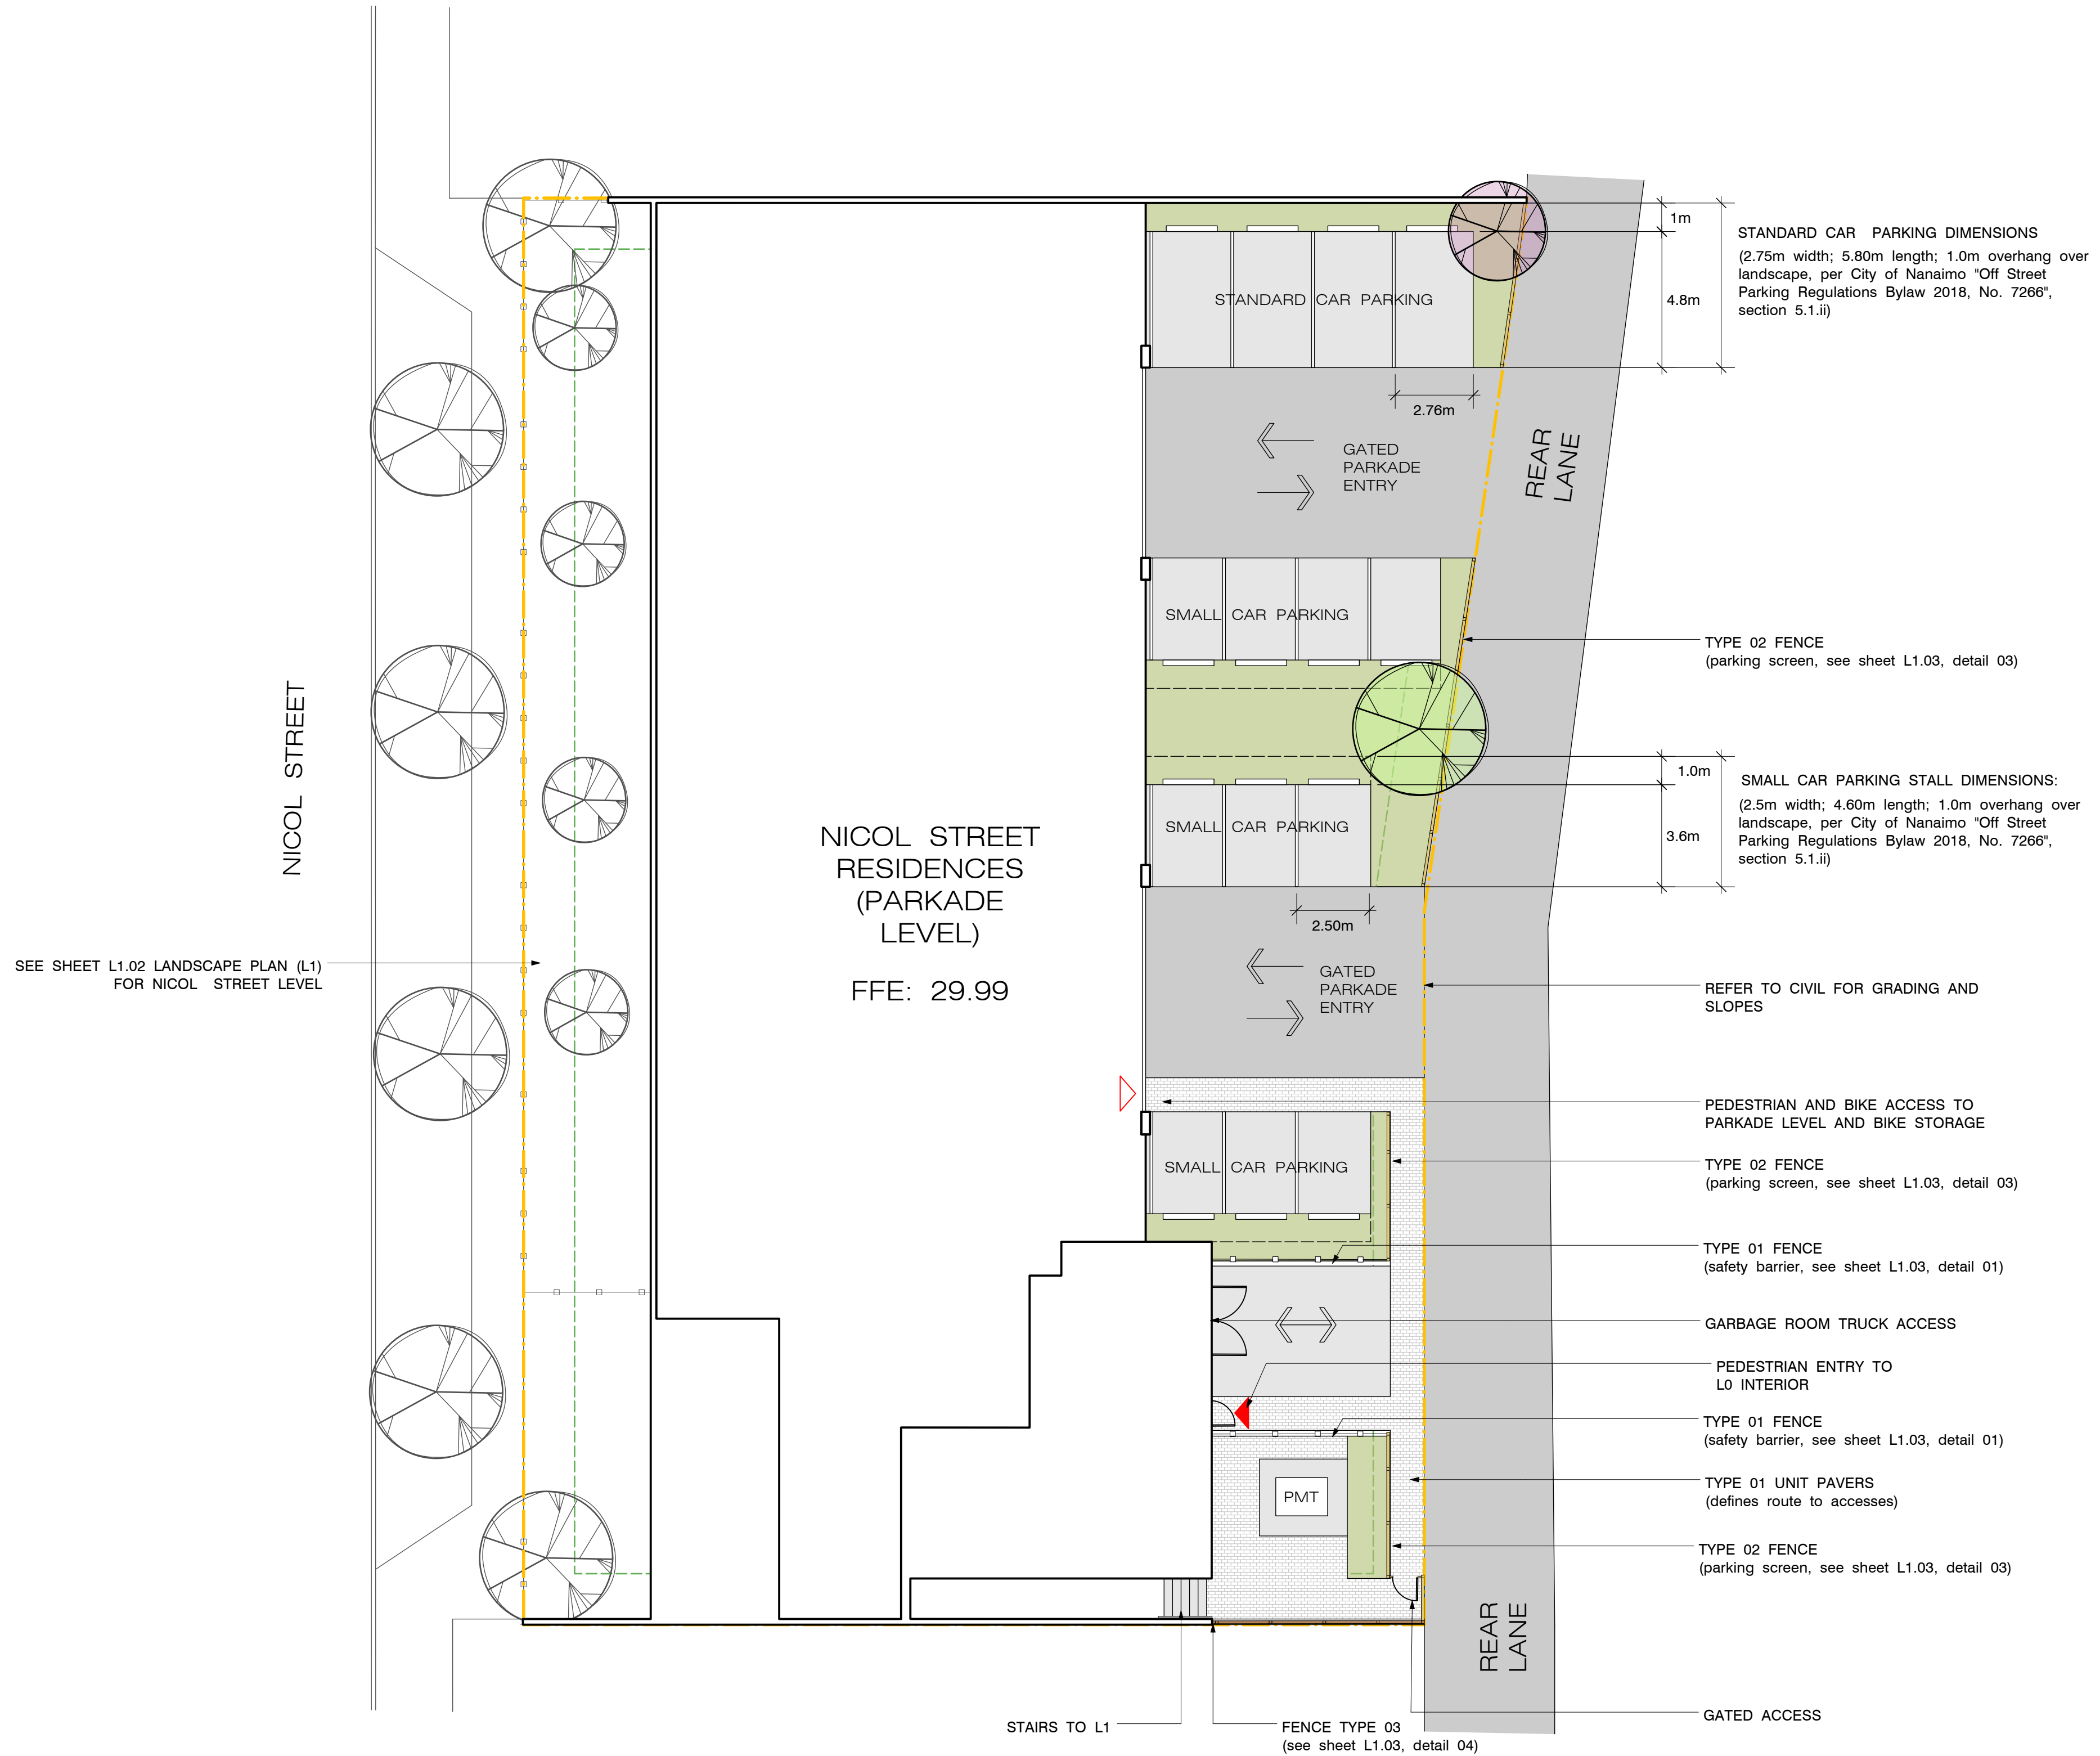 1m
STANDARD CAR PARKING DIMENSIONS
(2.75m width; 5.80m length; 1.0m overhang over
landscape, per City of Nanaimo "Off Street
Parking Regulations Bylaw 2018, No. 7266",
section 5.1.ii)
STANDARD CAR PARKING
4.8m
2.76m
GATED
PARKADE
ENTRY
REAR
LANE
SMALL CAR PARKING
TYPE 02 FENCE
(parking screen, see sheet L1.03, detail 03)
NICOL STREET
1.0m
SMALL CAR PARKING STALL DIMENSIONS:
(2.5m width; 4.60m length; 1.0m overhang over
landscape, per City of Nanaimo "Off Street
Parking Regulations Bylaw 2018, No. 7266",
section 5.1.ii)
SMALL CAR PARKING
3.6m
NICOL STREET
RESIDENCES
(PARKADE
LEVEL)
FFE: 29.99
2.50m
SEE SHEET L1.02 LANDSCAPE PLAN (L1)
FOR NICOL STREET LEVEL
GATED
PARKADE
ENTRY
REFER TO CIVIL FOR GRADING AND
SLOPES
PEDESTRIAN AND BIKE ACCESS TO
PARKADE LEVEL AND BIKE STORAGE
SMALL CAR PARKING
TYPE 02 FENCE
(parking screen, see sheet L1.03, detail 03)
TYPE 01 FENCE
(safety barrier, see sheet L1.03, detail 01)
GARBAGE ROOM TRUCK ACCESS
PEDESTRIAN ENTRY TO
L0 INTERIOR
TYPE 01 FENCE
(safety barrier, see sheet L1.03, detail 01)
PMT
TYPE 01 UNIT PAVERS
(defines route to accesses)
TYPE 02 FENCE
(parking screen, see sheet L1.03, detail 03)
REAR
LANE
STAIRS TO L1
FENCE TYPE 03
(see sheet L1.03, detail 04)
GATED ACCESS